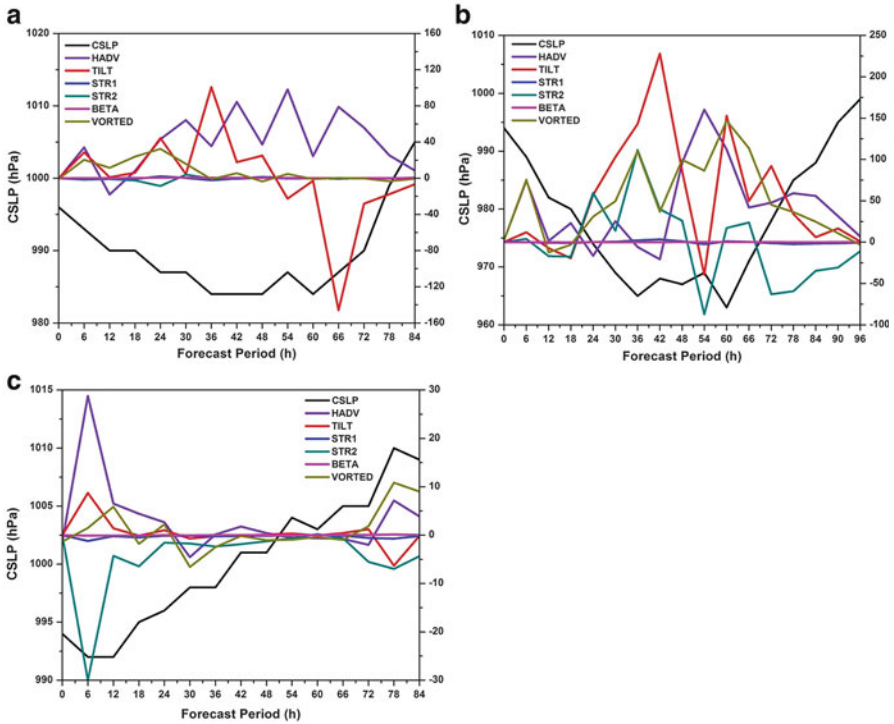 a
1020
1010
1000
990
980
CSLP (hPa)
CSLP
HADV
TILT
STR1
STR2
BETA
VORTED
160
120
80
40
0
-40
-80
-120
-160
0 6 12 18 24 30 36 42 48 54 60 66 72 78 84
Forecast Period (h)
b
1010
1000
990
980
970
960
CSLP (hPa)
CSLP
HADV
TILT
STR1
STR2
BETA
VORTED
250
200
150
100
50
0
-50
-100
0 6 12 18 24 30 36 42 48 54 60 66 72 78 84 90 96
Forecast Period (h)
c
1015
1010
1005
1000
995
990
CSLP (hPa)
CSLP
HADV
TILT
STR1
STR2
BETA
VORTED
30
20
10
0
-10
-20
-30
0 6 12 18 24 30 36 42 48 54 60 66 72 78 84
Forecast Period (h)